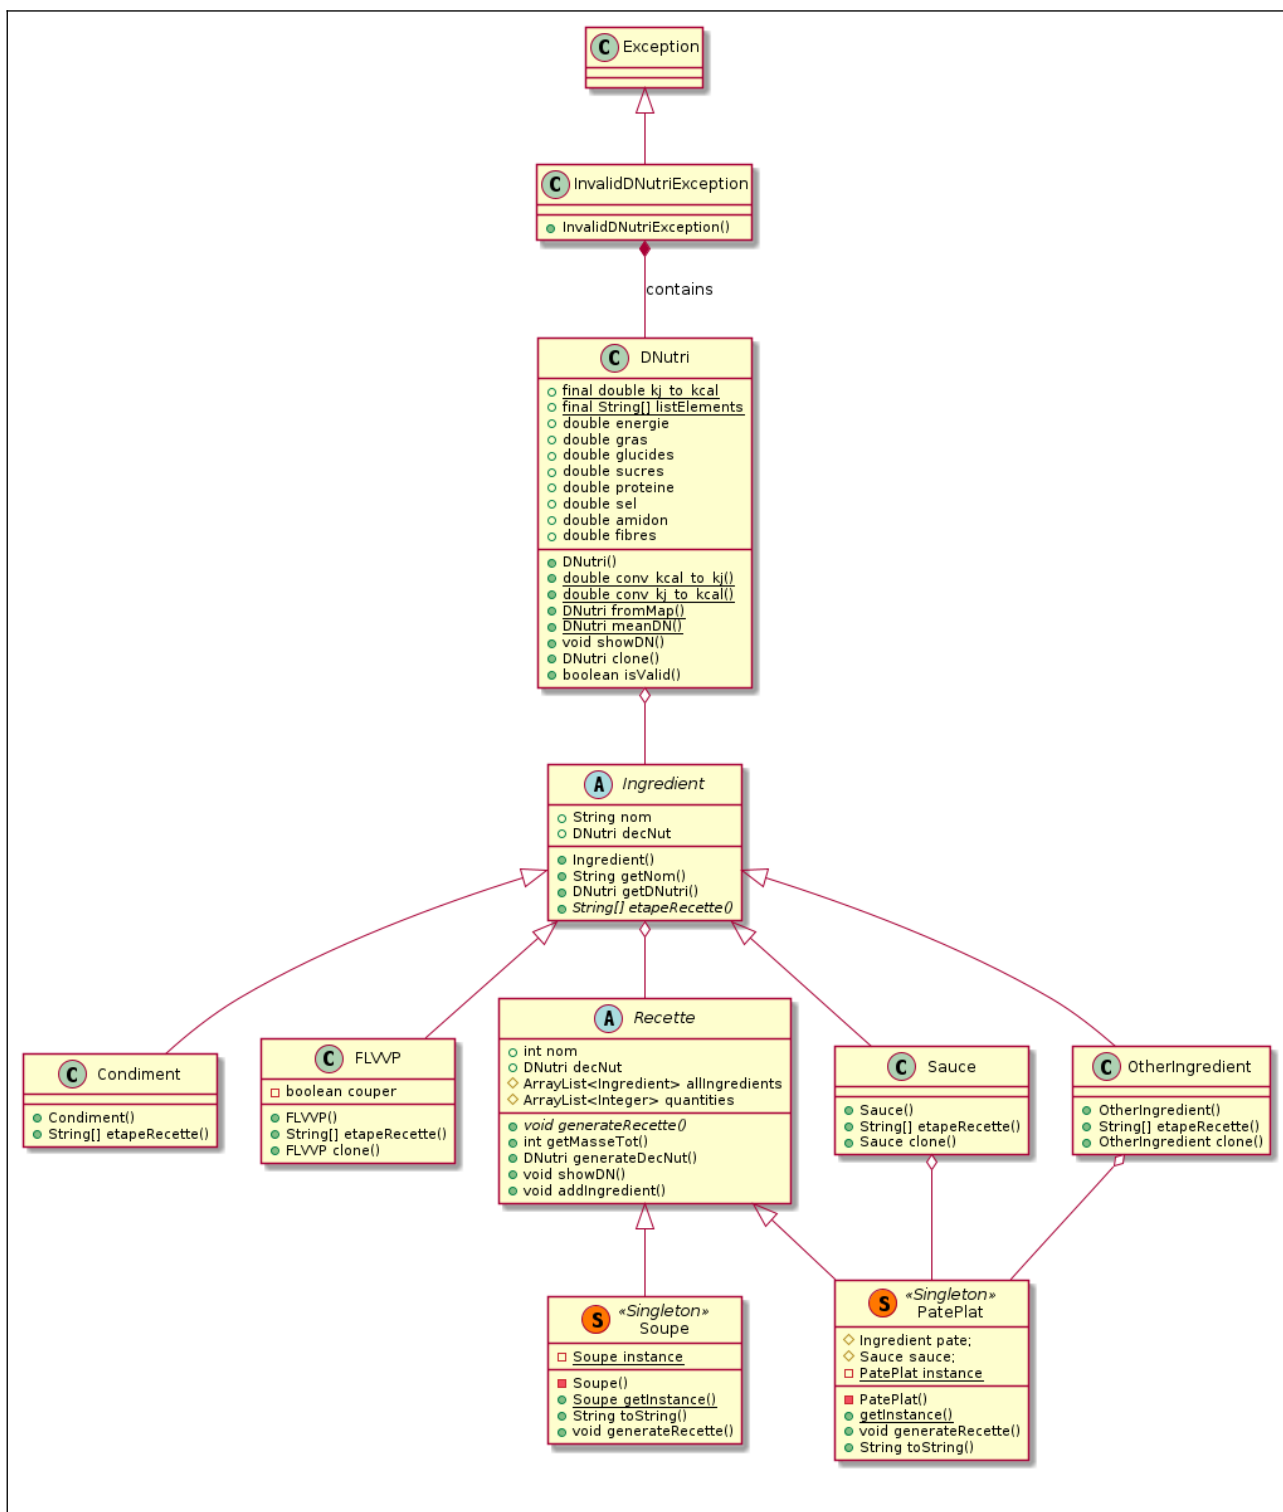 C Exception
C InvalidDNutriException
InvalidDNutriException()
contains
C DNutri
final double kj_to_kcal
final String[] listElements
double energie
double gras
double glucides
double sucres
double proteine
double sel
double amidon
double fibres
DNutri()
double conv_kcal_to_kj()
double conv_kj_to_kcal()
DNutri fromMap()
DNutri meanDN()
void showDN()
DNutri clone()
boolean isValid()
A Ingredient
String nom
DNutri decNut
Ingredient()
String getNom()
DNutri getDNutri()
String[] etapeRecette()
C Condiment
Condiment()
String[] etapeRecette()
C FLVVP
boolean couper
FLVVP()
String[] etapeRecette()
FLVVP clone()
A Recette
int nom
DNutri decNut
ArrayList<Ingredient> allIngredients
ArrayList<Integer> quantities
void generateRecette()
int getMasseTot()
DNutri generateDecNut()
void showDN()
void addIngredient()
C Sauce
Sauce()
String[] etapeRecette()
Sauce clone()
C OtherIngredient
OtherIngredient()
String[] etapeRecette()
OtherIngredient clone()
S «Singleton»
Soupe
Soupe instance
Soupe()
Soupe getInstance()
String toString()
void generateRecette()
S «Singleton»
PatePlat
Ingredient pate;
Sauce sauce;
PatePlat instance
PatePlat()
getInstance()
void generateRecette()
String toString()